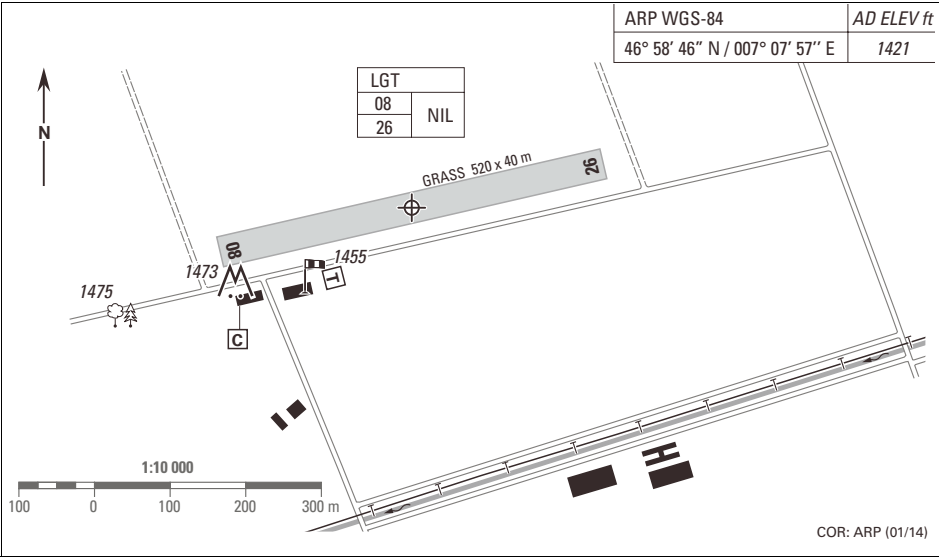 ARP WGS-84 AD ELEV ft
46° 58′ 46″ N / 007° 07′ 57′′ E 1421
LGT
08 NIL
26
N
GRASS 520 x 40 m
26
08
1455
1473
T
1475
C
1:10 000
100 0 100 200 300 m
COR: ARP (01/14)